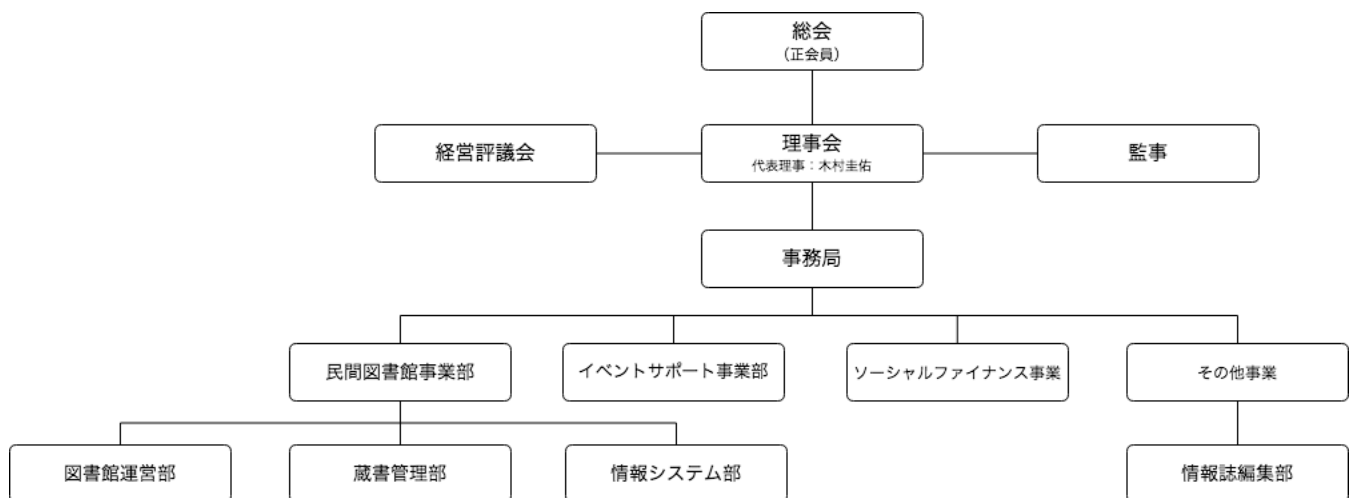 総会
（正会員）
経営評議会
理事会
代表理事：木村圭佑
監事
事務局
民間図書館事業部
イベントサポート事業部
ソーシャルファイナンス事業
その他事業
図書館運営部
蔵書管理部
情報システム部
情報誌編集部